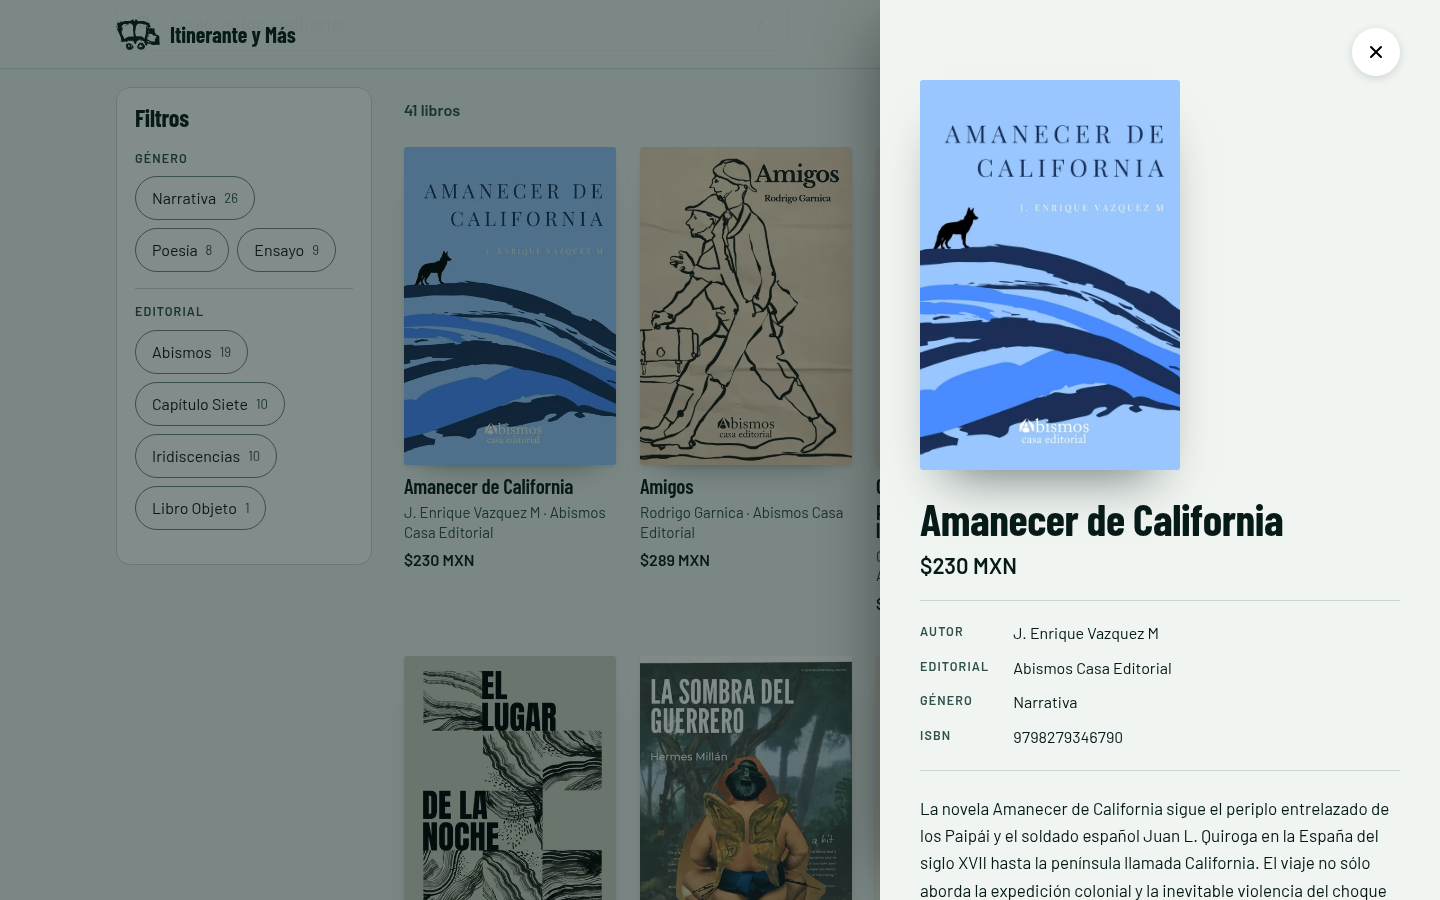 Itinerante y Más
Filtros
GÉNERO
Narrativa 26
Poesía 8
Ensayo 9
EDITORIAL
Abismos 19
Capítulo Siete 10
Iridiscencias 10
Libro Objeto 1
41 libros
AMANECER DE
CALIFORNIA
J. ENRIQUE VAZQUEZ M
Abismos
casa editorial
Amanecer de California
J. Enrique Vazquez M · Abismos
Casa Editorial
$230 MXN
Amigos
Rodrigo Garnica
Abismos
casa editorial
Amigos
Rodrigo Garnica · Abismos Casa
Editorial
$289 MXN
EL
LUGAR
DE LA
NOCHE
LA SOMBRA DEL
GUERRERO
Hermes Millán
AMANECER DE
CALIFORNIA
J. ENRIQUE VAZQUEZ M
Abismos
casa editorial
Amanecer de California
$230 MXN
AUTOR J. Enrique Vazquez M
EDITORIAL Abismos Casa Editorial
GÉNERO Narrativa
ISBN 9798279346790
La novela Amanecer de California sigue el periplo entrelazado de
los Paipái y el soldado español Juan L. Quiroga en la España del
siglo XVII hasta la península llamada California. El viaje no sólo
aborda la expedición colonial y la inevitable violencia del choque